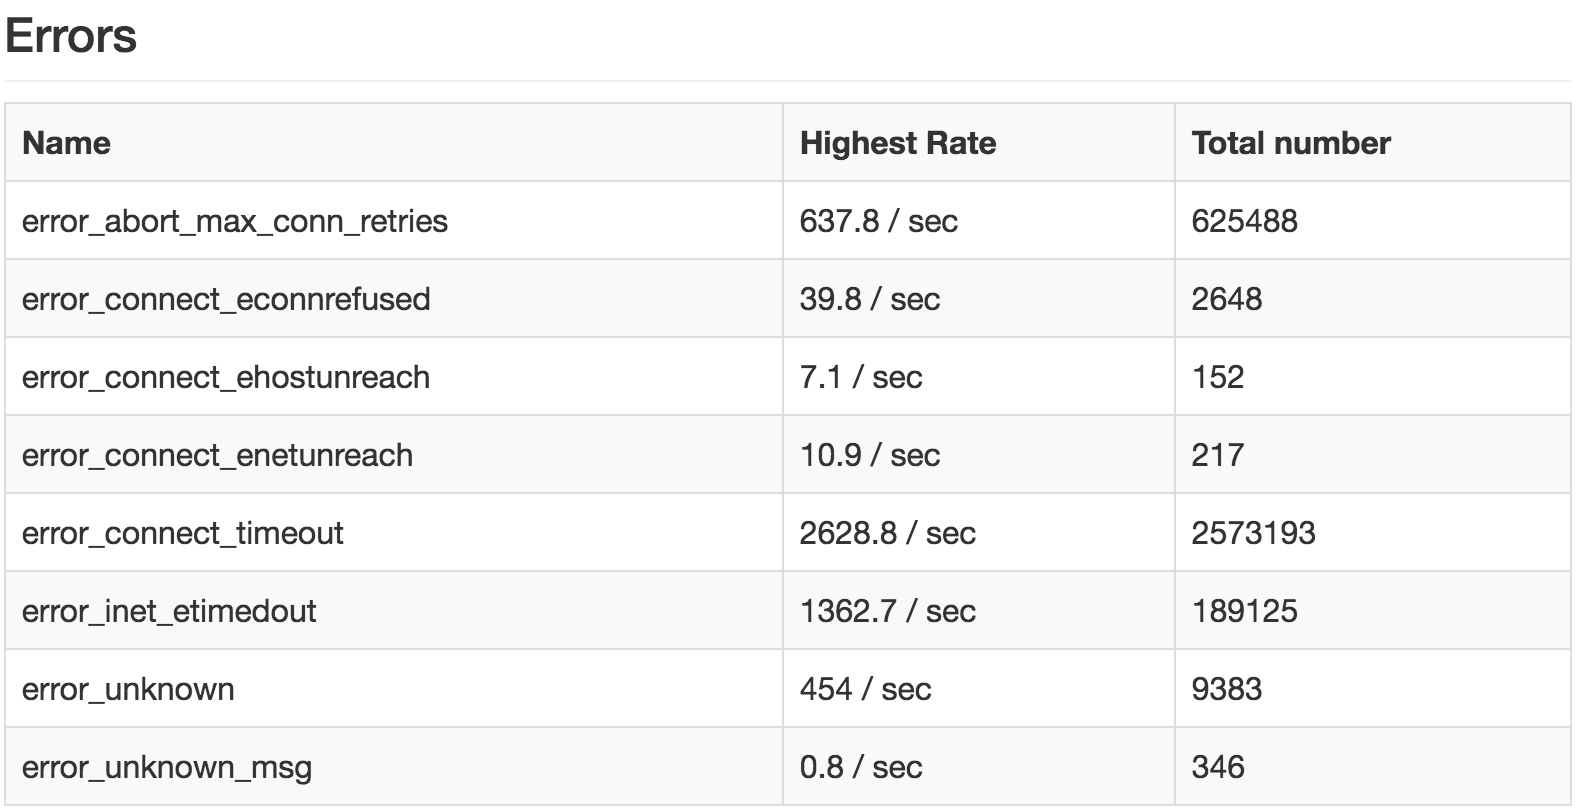 Errors
Name Highest Rate Total number
error_abort_max_conn_retries 637.8 / sec 625488
error_connect_econnrefused 39.8 / sec 2648
error_connect_ehostunreach 7.1 / sec 152
error_connect_enetunreach 10.9 / sec 217
error_connect_timeout 2628.8 / sec 2573193
error_inet_etimedout 1362.7 / sec 189125
error_unknown 454 / sec 9383
error_unknown_msg 0.8 / sec 346